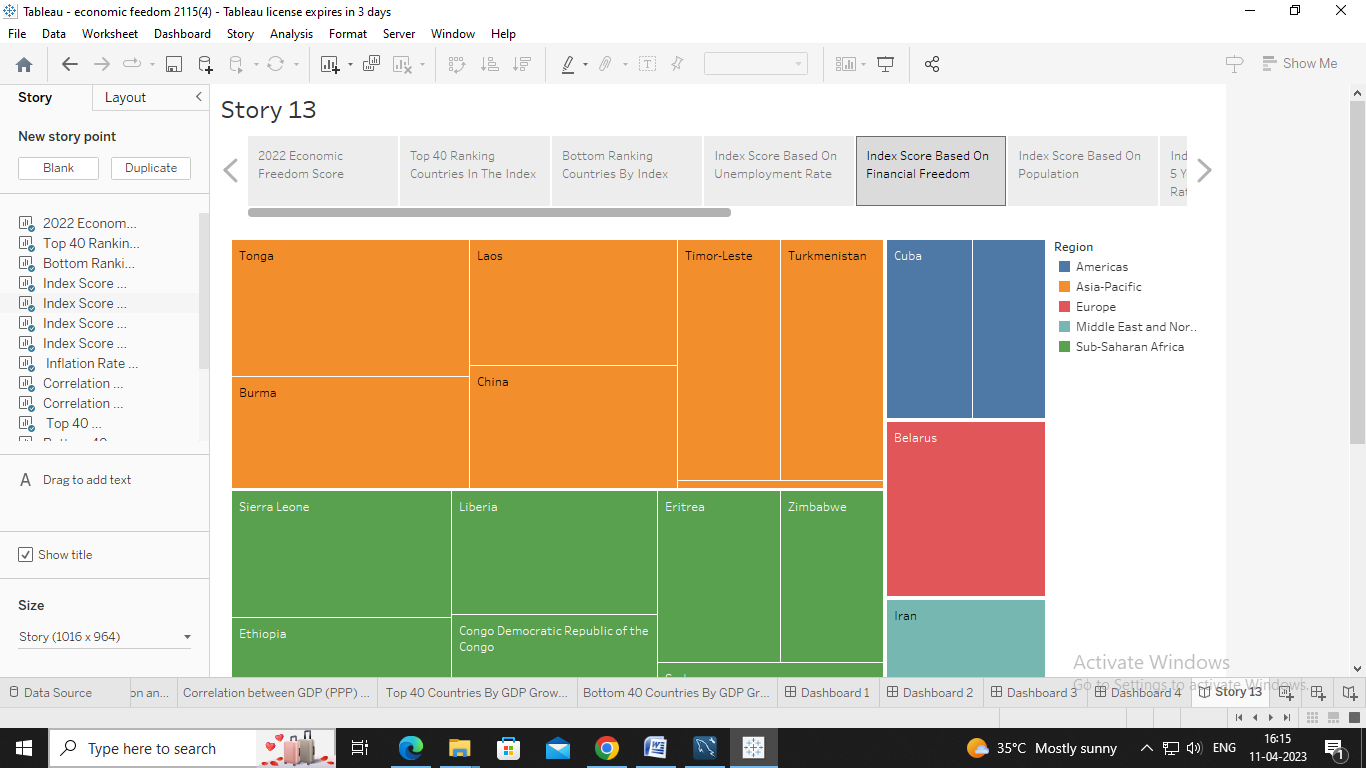 Tableau - economic feedom 2115(4) - Tableau license expires in 3 days
File Data Worksheet Dashboard Story Analysis Format Server Window Help
Show Me
Story Layout
New story point
Blank Duplicate
2022 Econom...
Top 40 Rankin...
Bottom Ranki...
Index Score ...
Index Score ...
Index Score ...
Index Score ...
Inflation Rate ...
Correlation ...
Correlation ...
Top 40 ...
A Drag to add text
Show title
Size
Story (1016 x 964)
Story 13
2022 Economic
Freedom Score
Top 40 Ranking
Countries In The Index
Bottom Ranking
Countries By Index
Index Score Based On
Unemployment Rate
Index Score Based On
Financial Freedom
Index Score Based On
Population
Ind
5 Y
Rat
Tonga
Laos
Timor-Leste
Turkmenistan
Burma
China
Cuba
Belarus
Iran
Sierra Leone
Liberia
Eritrea
Zimbabwe
Ethiopia
Congo Democratic Republic of the
Congo
Region
Americas
Asia-Pacific
Europe
Middle East and Nor..
Sub-Saharan Africa
Activate Windows
Go to Settings to activate Windows.
Data Source on an... Correlation between GDP (PPP) ... Top 40 Countries By GDP Grow... Bottom 40 Countries By GDP Gr... Dashboard 1 Dashboard 2 Dashboard 3 Dashboard 4 Story 13
Type here to search
35°C Mostly sunny
ENG
16:15
11-04-2023
1